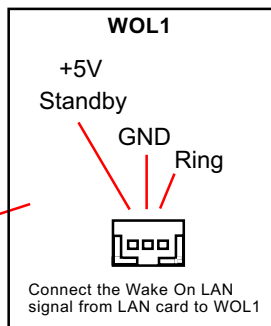 WOL1
+5V
Standby
GND
Ring
Connect the Wake On LAN
signal from LAN card to WOL1